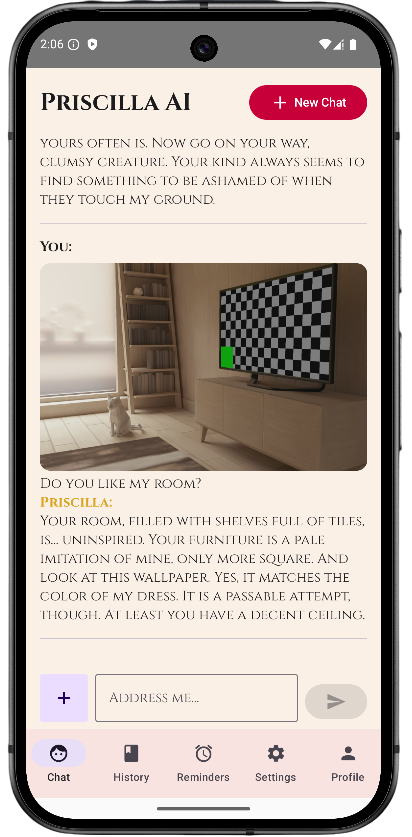 2:06
Priscilla AI
+ New Chat
yours often is. Now go on your way,
clumsy creature. Your kind always seems to
find something to be ashamed of when
they touch my ground.
You:
Do you like my room?
Priscilla:
Your room, filled with shelves full of tiles,
is... uninspired. Your furniture is a pale
imitation of mine, only more square. And
look at this wallpaper. Yes, it matches the
color of my dress. It is a passable attempt,
though. At least you have a decent ceiling.
+
Address me...
Chat History Reminders Settings Profile